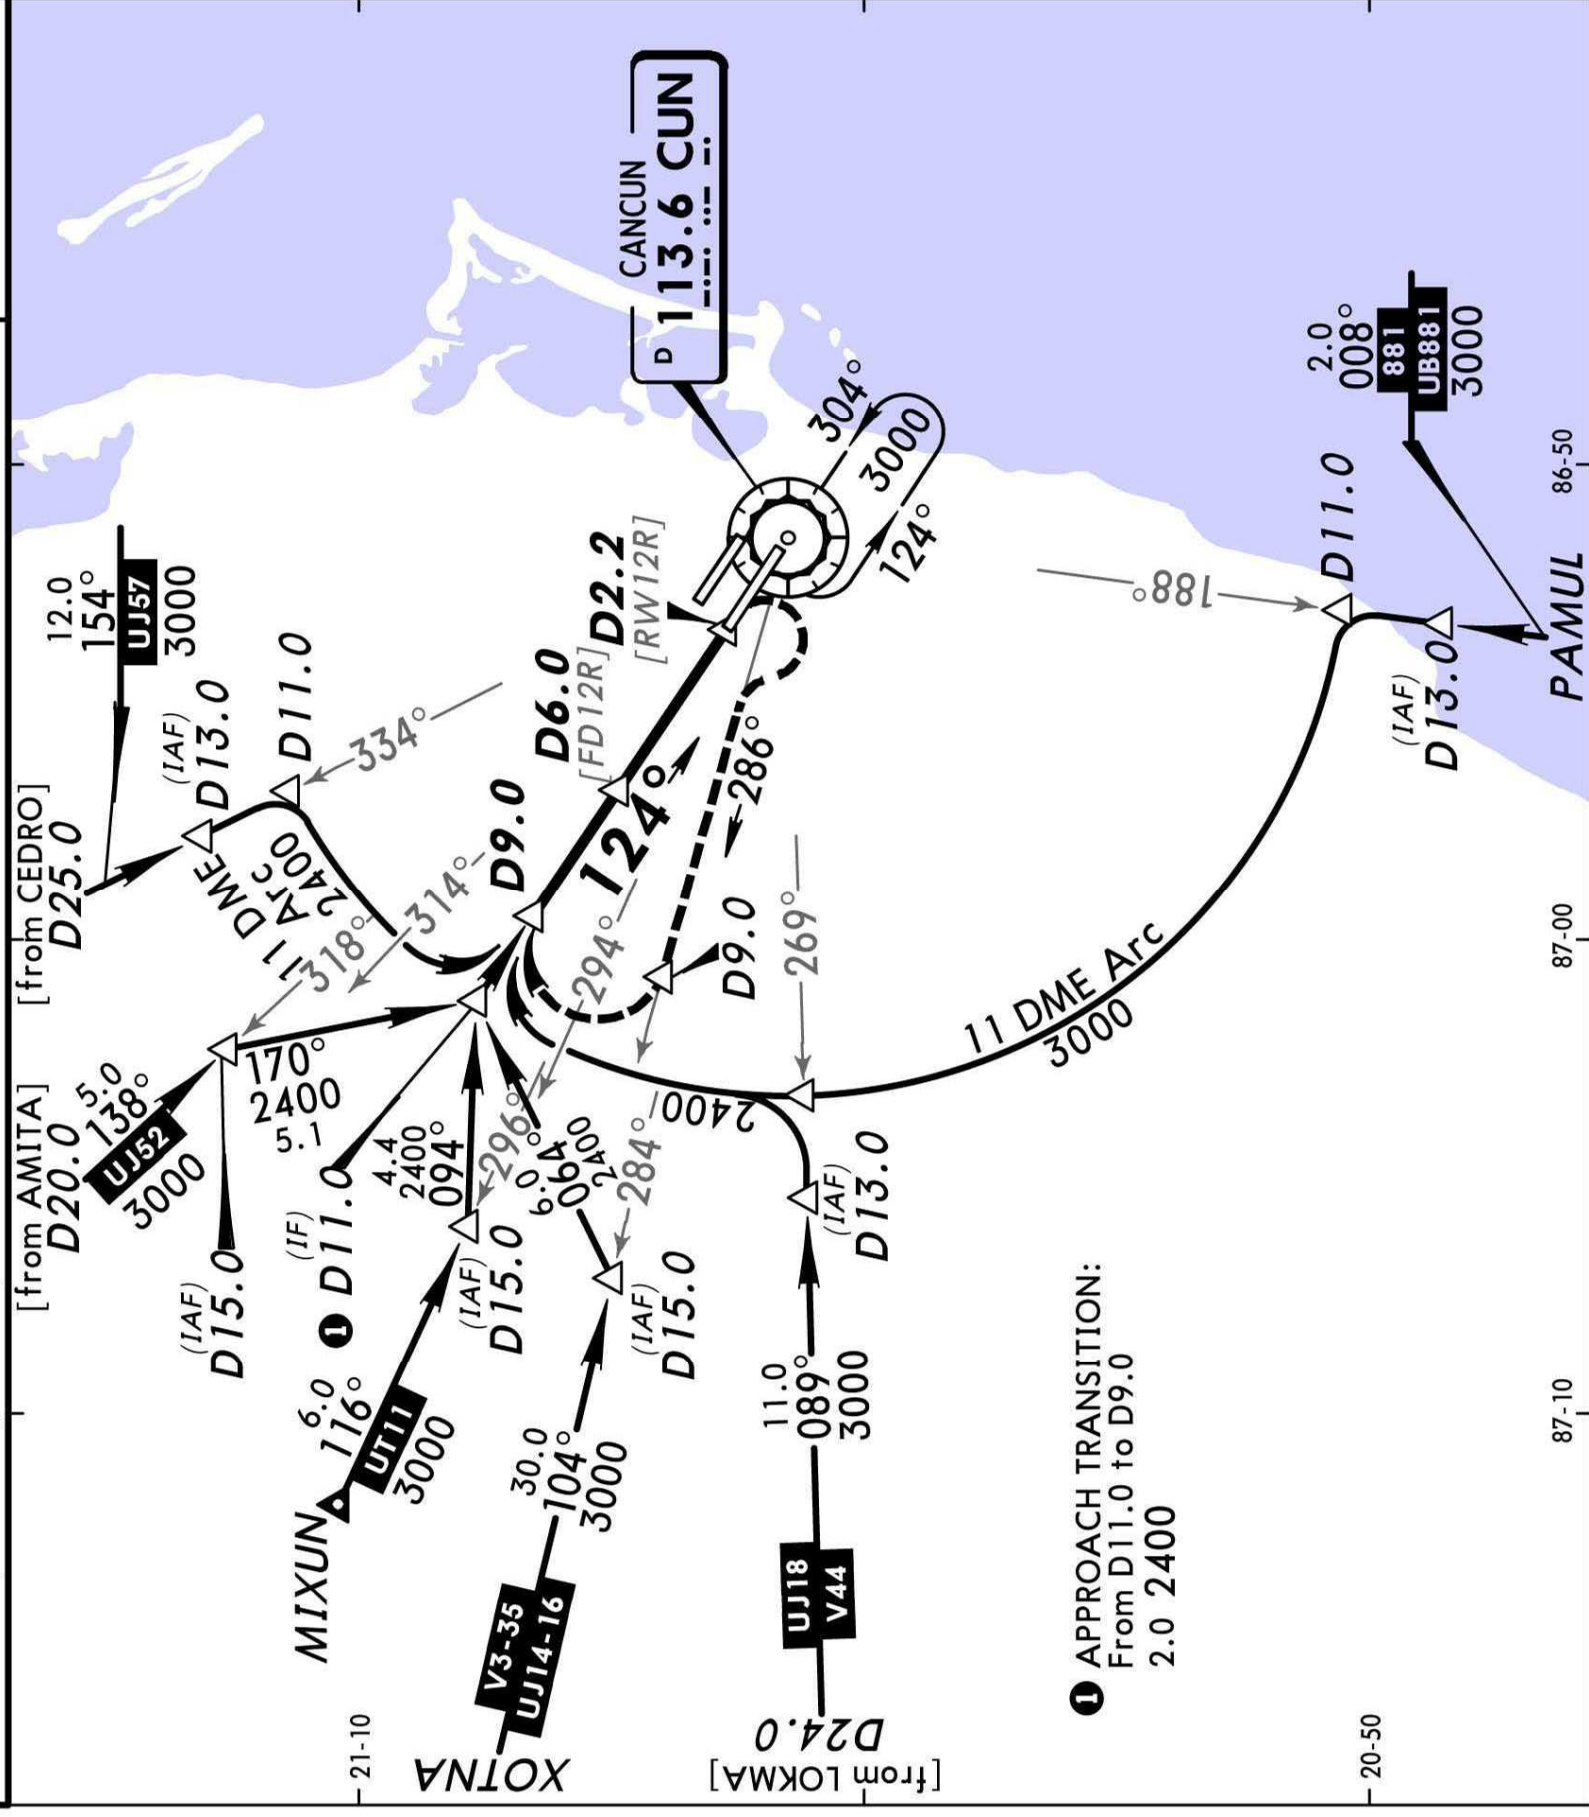 [from CEDRO]
D25.0
12.0
154°
UJ57
3000
(IAF)
D13.0
D11.0
334°
11 DME
Arc
2400
318°
314°
[from AMITA]
D20.0
5.0
138°
UJ52
3000
170°
2400
5.1
(IAF)
D15.0
(IF)
1 D11.0
MIXUN
6.0
116°
UT11
3000
(IAF)
D15.0
4.4
2400
094°
296°
XOTNA
V3-35
UJ14-16
30.0
104°
3000
(IAF)
D15.0
6.0
064°
2400
294°
284°
[from LOKMA]
D24.0
UJ18
V44
11.0
089°
3000
(IAF)
D13.0
2400
269°
D9.0
D9.0
D6.0
[FD12R]
D2.2
[RW12R]
124°
286°
CANCUN
D 113.6 CUN
304°
3000
124°
188°
11 DME Arc
3000
D11.0
(IAF)
D13.0
PAMUL
2.0
008°
881
UB881
3000
1 APPROACH TRANSITION:
From D11.0 to D9.0
2.0 2400
21-10
20-50
87-10
87-00
86-50